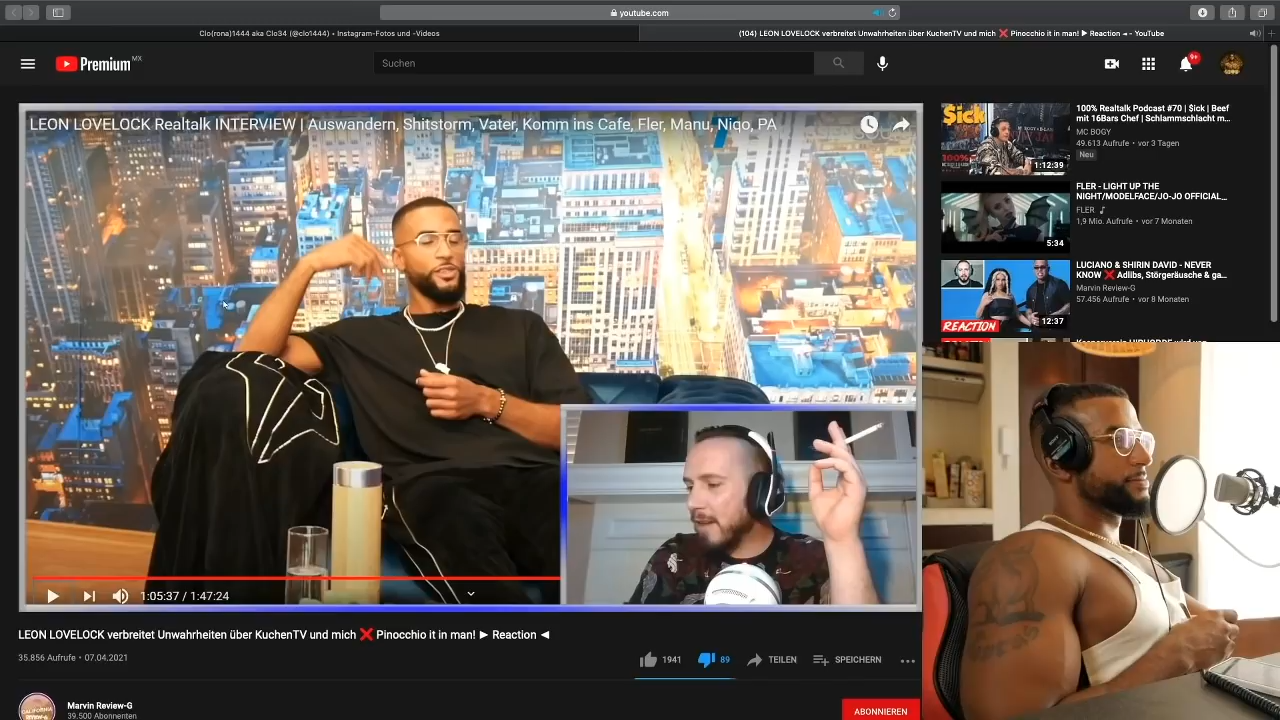 youtube.com
Clo(rona)1444 aka Clo34 (@clo1444) • Instagram-Fotos und -Videos
(104) LEON LOVELOCK verbreitet Unwahrheiten über KuchenTV und mich ❌ Pinocchio it in man! ► Reaction ◄ - YouTube
Premium MX
Suchen
9+
LEON LOVELOCK Realtalk INTERVIEW | Auswandern, Shitstorm, Vater, Komm ins Cafe, Fler, Manu, Niqo, PA
$ick
100%
1:12:39
100% Realtalk Podcast #70 | $ick | Beef
mit 16Bars Chef | Schlammschlacht m...
MC BOGY
49.613 Aufrufe • vor 3 Tagen
Neu
5:34
FLER - LIGHT UP THE
NIGHT/MODELFACE/JO-JO OFFICIAL...
FLER
1,9 Mio. Aufrufe • vor 7 Monaten
REACTION
12:37
LUCIANO & SHIRIN DAVID - NEVER
KNOW ❌ Adlibs, Störgeräusche & ga...
Marvin Review-G
57.456 Aufrufe • vor 8 Monaten
1:05:37 / 1:47:24
LEON LOVELOCK verbreitet Unwahrheiten über KuchenTV und mich ❌ Pinocchio it in man! ► Reaction ◄
35.856 Aufrufe • 07.04.2021
1941
89
TEILEN
SPEICHERN
Marvin Review-G
39.500 Abonnenten
ABONNIEREN